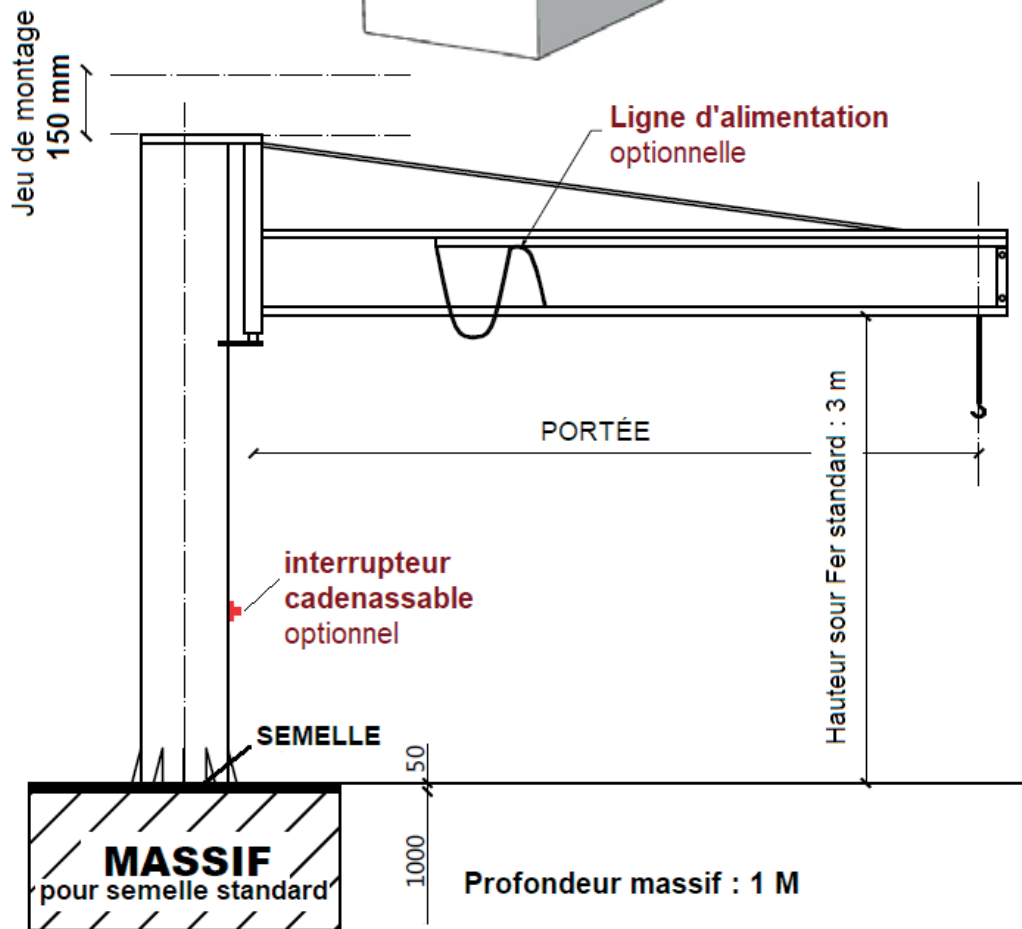 Jeu de montage
150 mm
Ligne d'alimentation
optionnelle
PORTÉE
Hauteur sour Fer standard : 3 m
interrupteur
cadenassable
optionnel
SEMELLE
50
1000
MASSIF
pour semelle standard
Profondeur massif : 1 M